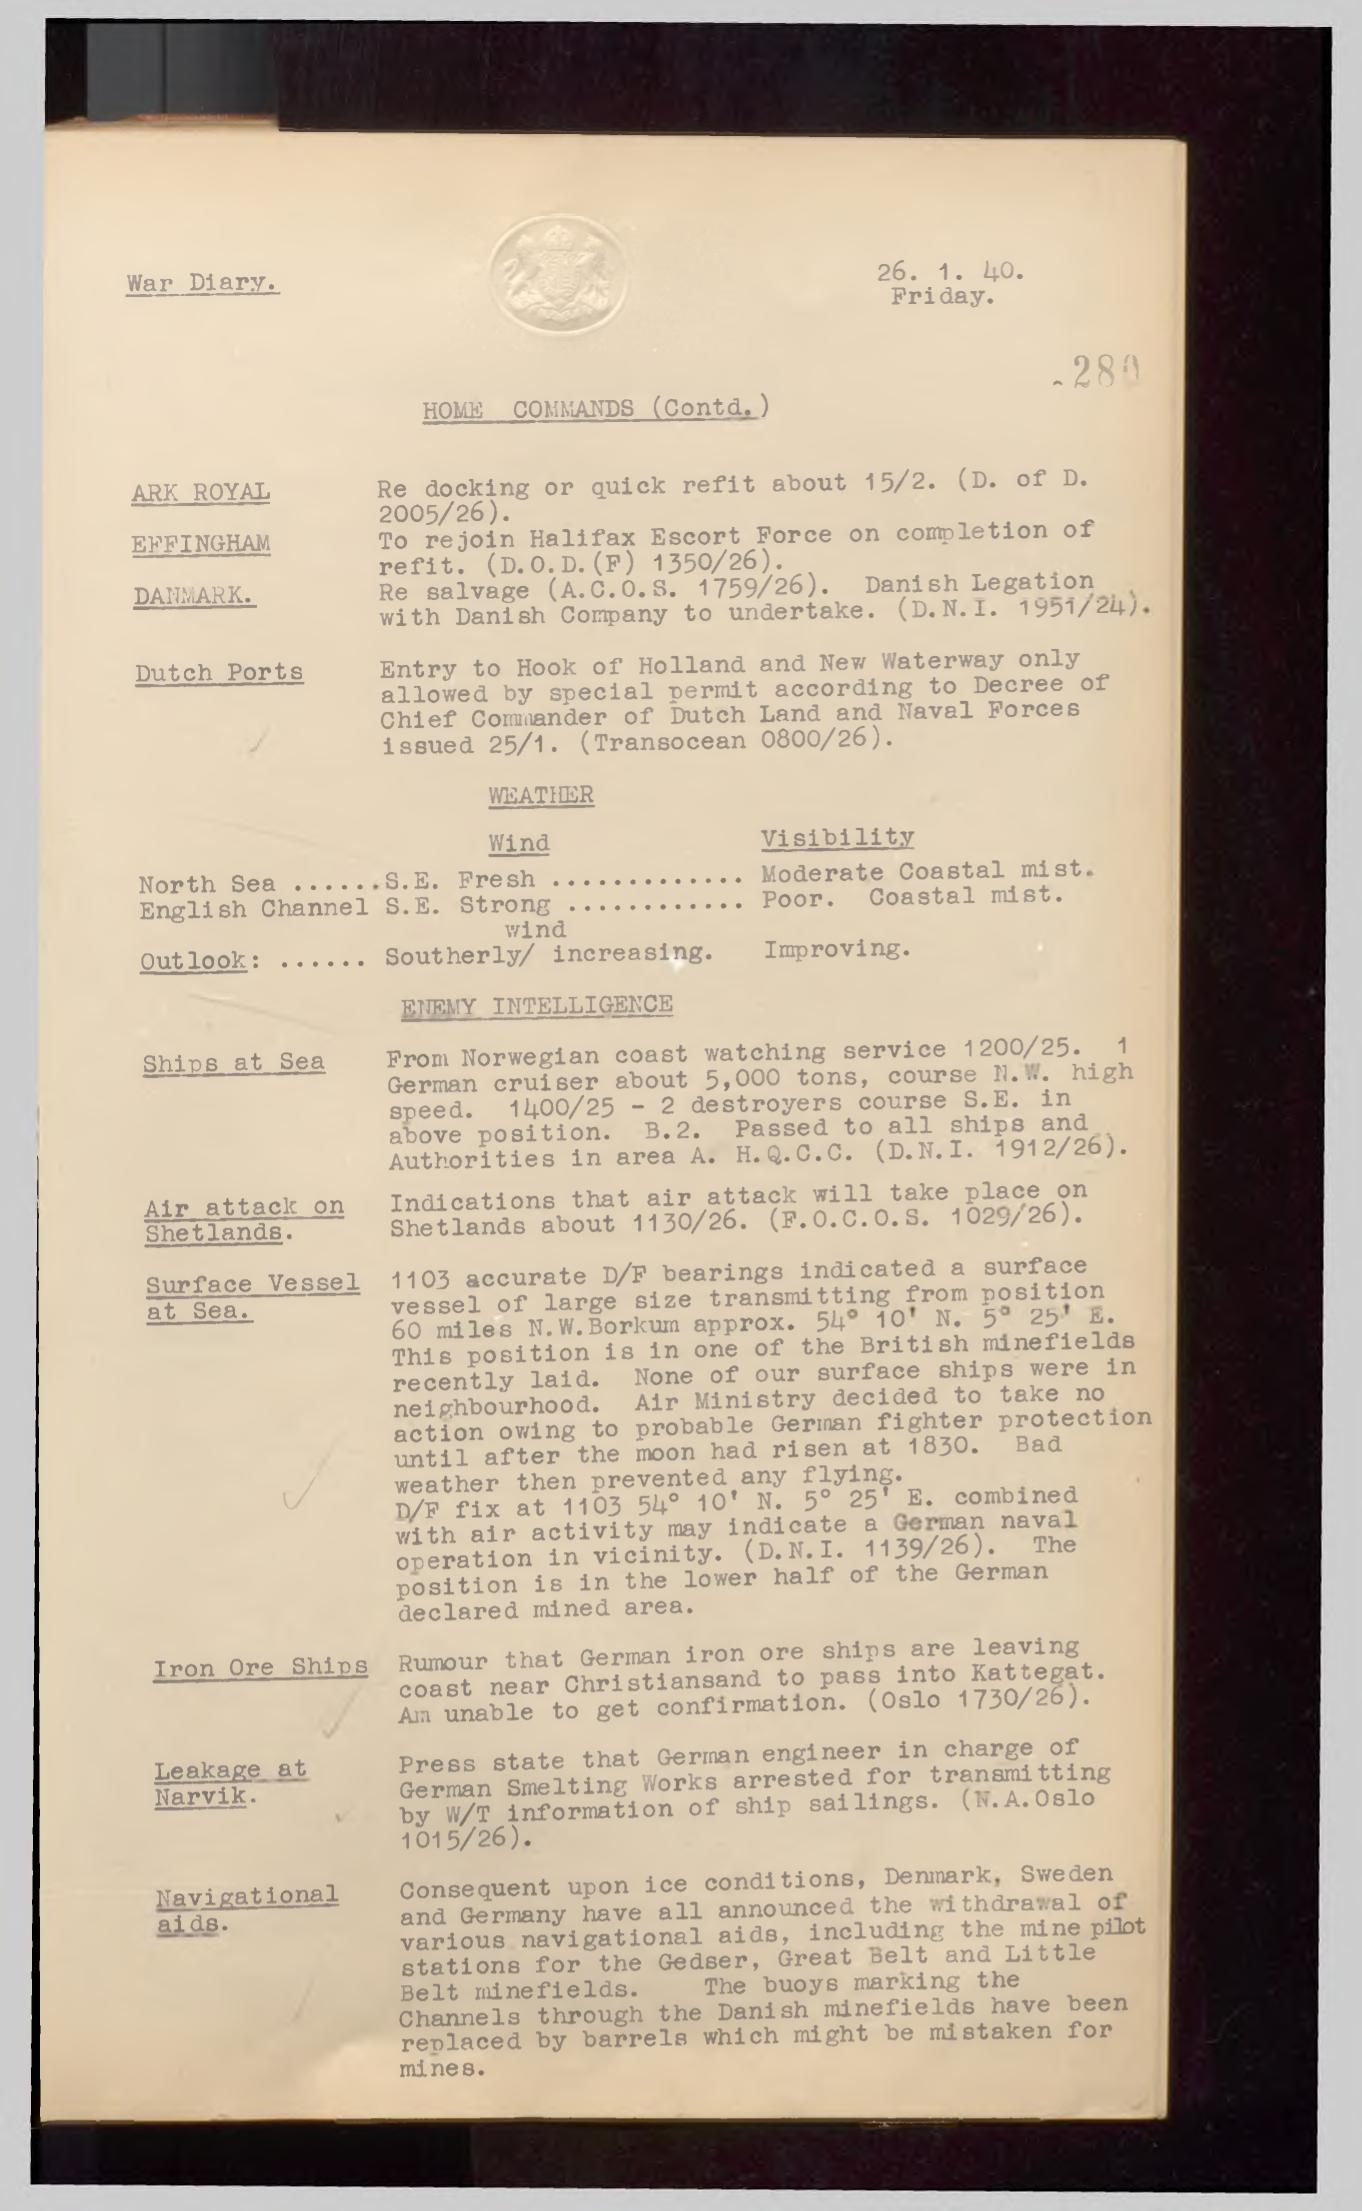 War Diary.
26. 1. 40.
Friday.
280
HOME COMMANDS (Contd.)
ARK ROYAL Re docking or quick refit about 15/2. (D. of D.
2005/26).
EFFINGHAM To rejoin Halifax Escort Force on completion of
refit. (D.O.D.(F) 1350/26).
DANMARK. Re salvage (A.C.O.S. 1759/26). Danish Legation
with Danish Company to undertake. (D.N.I. 1951/24).
Dutch Ports Entry to Hook of Holland and New Waterway only
allowed by special permit according to Decree of
Chief Commander of Dutch Land and Naval Forces
issued 25/1. (Transocean 0800/26).
WEATHER
Wind Visibility
North Sea ......S.E. Fresh ............. Moderate Coastal mist.
English Channel S.E. Strong ............ Poor. Coastal mist.
wind
Outlook: ...... Southerly/ increasing. Improving.
ENEMY INTELLIGENCE
Ships at Sea From Norwegian coast watching service 1200/25. 1
German cruiser about 5,000 tons, course N.W. high
speed. 1400/25 - 2 destroyers course S.E. in
above position. B.2. Passed to all ships and
Authorities in area A. H.Q.C.C. (D.N.I. 1912/26).
Air attack on Indications that air attack will take place on
Shetlands. Shetlands about 1130/26. (F.O.C.O.S. 1029/26).
Surface Vessel 1103 accurate D/F bearings indicated a surface
at Sea. vessel of large size transmitting from position
60 miles N.W.Borkum approx. 54° 10' N. 5° 25' E.
This position is in one of the British minefields
recently laid. None of our surface ships were in
neighbourhood. Air Ministry decided to take no
action owing to probable German fighter protection
until after the moon had risen at 1830. Bad
weather then prevented any flying.
D/F fix at 1103 54° 10' N. 5° 25' E. combined
with air activity may indicate a German naval
operation in vicinity. (D.N.I. 1139/26). The
position is in the lower half of the German
declared mined area.
Iron Ore Ships Rumour that German iron ore ships are leaving
coast near Christiansand to pass into Kattegat.
Am unable to get confirmation. (Oslo 1730/26).
Leakage at Press state that German engineer in charge of
Narvik. German Smelting Works arrested for transmitting
by W/T information of ship sailings. (N.A.Oslo
1015/26).
Navigational Consequent upon ice conditions, Denmark, Sweden
aids. and Germany have all announced the withdrawal of
various navigational aids, including the mine pilot
stations for the Gedser, Great Belt and Little
Belt minefields. The buoys marking the
Channels through the Danish minefields have been
replaced by barrels which might be mistaken for
mines.